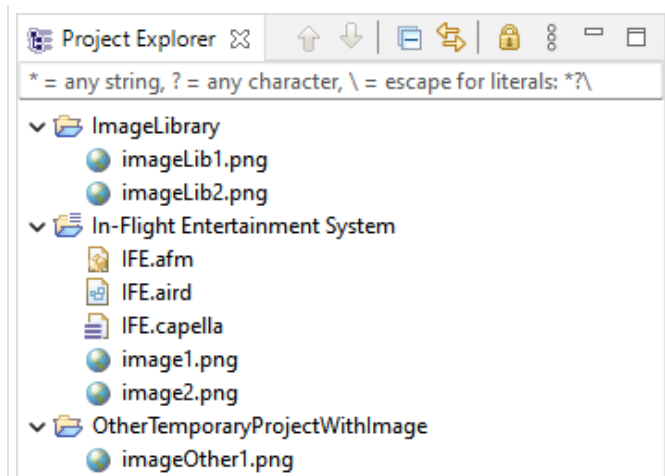 Project Explorer
* = any string, ? = any character, \ = escape for literals: *?\
ImageLibrary
imageLib1.png
imageLib2.png
In-Flight Entertainment System
IFE.afm
IFE.aird
IFE.capella
image1.png
image2.png
OtherTemporaryProjectWithImage
imageOther1.png